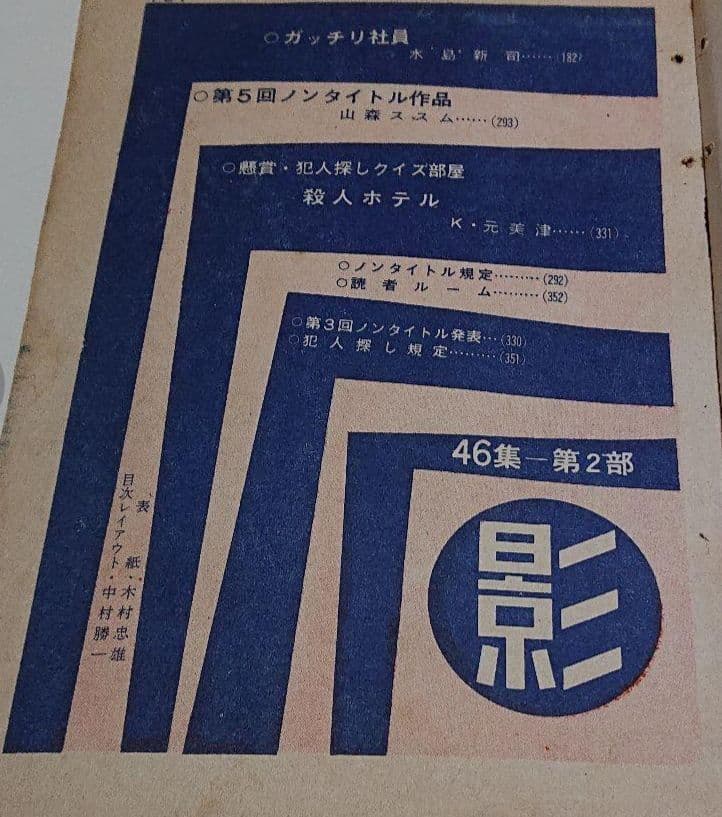 ○ガッチリ社員
水島新司……(182)
○第5回ノンタイトル作品
山森ススム……(293)
○懸賞・犯人探しクイズ部屋
殺人ホテル
K・元美津……(331)
○ノンタイトル規定………(292)
○読者ルーム………(352)
○第3回ノンタイトル発表…(330)
○犯人探し規定………(351)
46集―第2部
影
表紙・木村忠雄
目次レイアウト・中村勝一